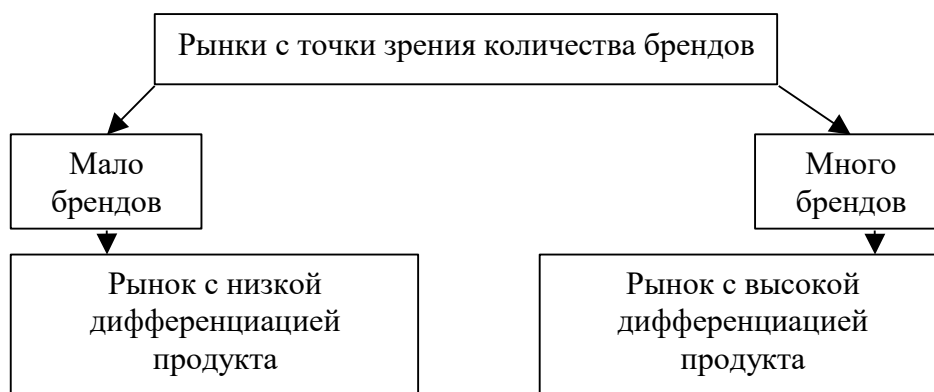 Рынки с точки зрения количества брендов
Мало
брендов
Много
брендов
Рынок с низкой
дифференциацией
продукта
Рынок с высокой
дифференциацией
продукта